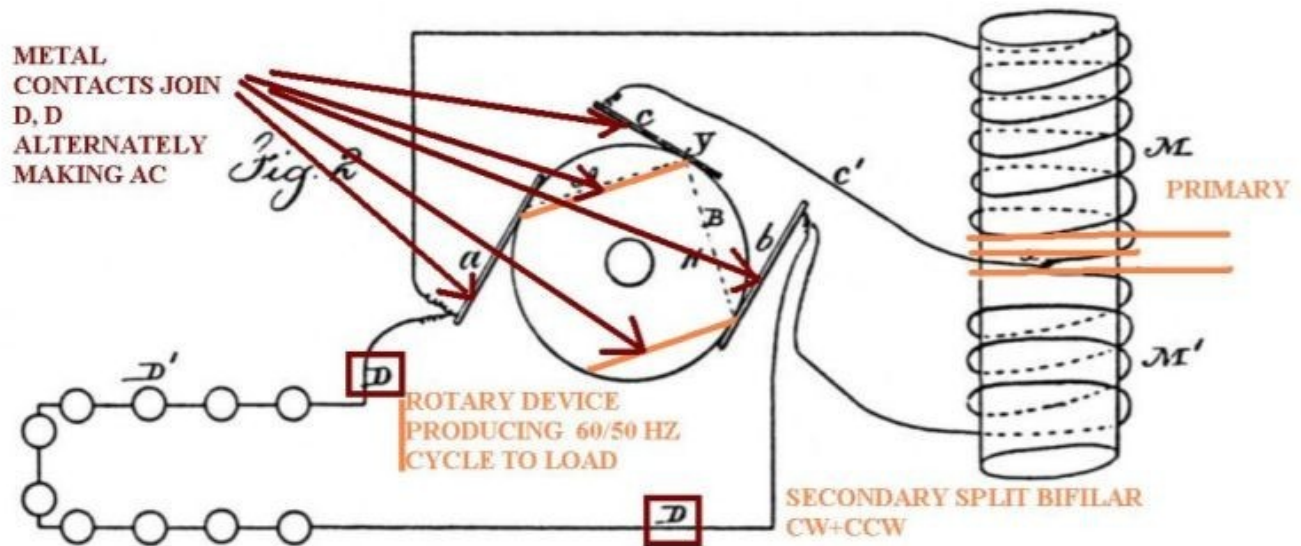 METAL
CONTACTS JOIN
D, D
ALTERNATELY
MAKING AC
Fig. 2
c
y
c'
M
PRIMARY
B
b
a
M'
D'
D
ROTARY DEVICE
PRODUCING 60/50 HZ
CYCLE TO LOAD
D
SECONDARY SPLIT BIFILAR
CW+CCW